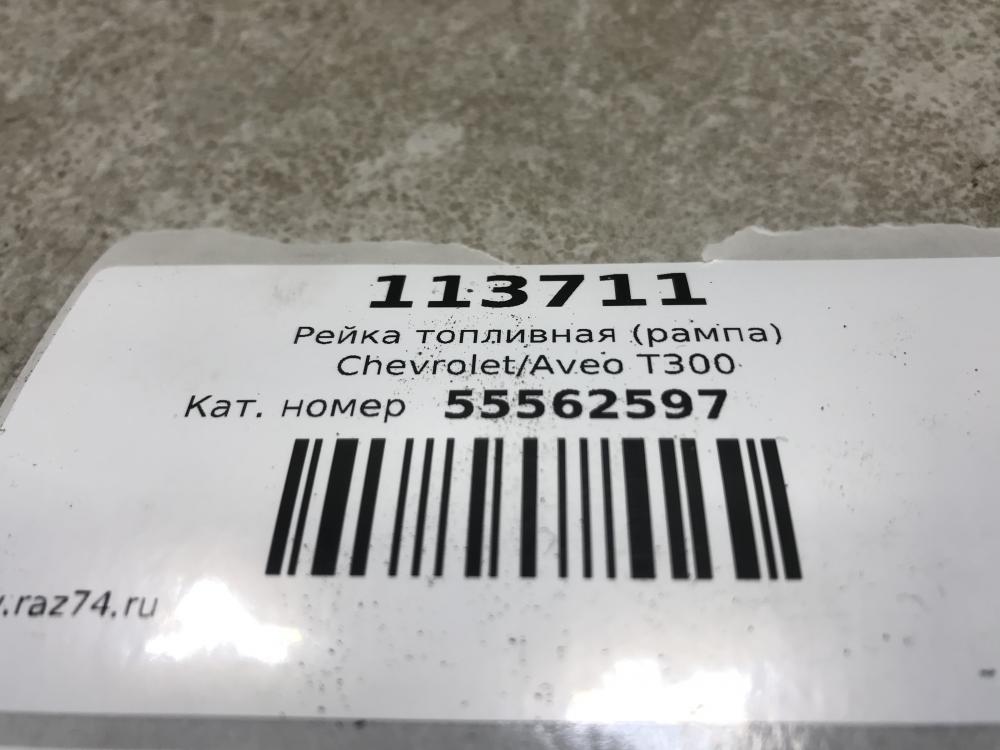 113711
Рейка топливная (рампа)
Chevrolet/Aveo T300
Кат. номер 55562597
.raz74.ru